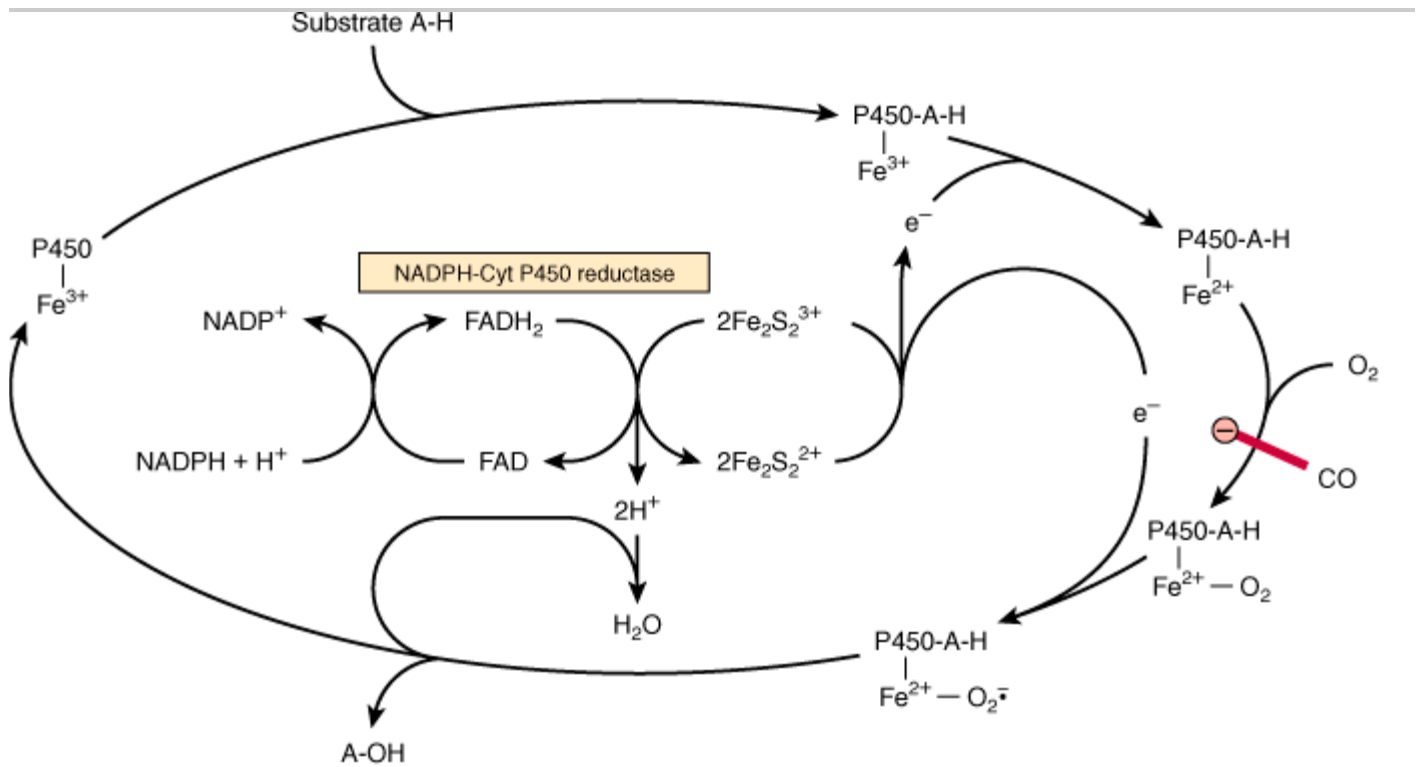 Substrate A-H
P450-A-H
Fe³⁺
e⁻
P450-A-H
Fe²⁺
P450
Fe³⁺
NADPH-Cyt P450 reductase
NADP⁺
FADH₂
2Fe₂S₂³⁺
O₂
e⁻
−
CO
NADPH + H⁺
FAD
2Fe₂S₂²⁺
2H⁺
P450-A-H
Fe²⁺ — O₂
H₂O
P450-A-H
Fe²⁺ — O₂⁻•
A-OH